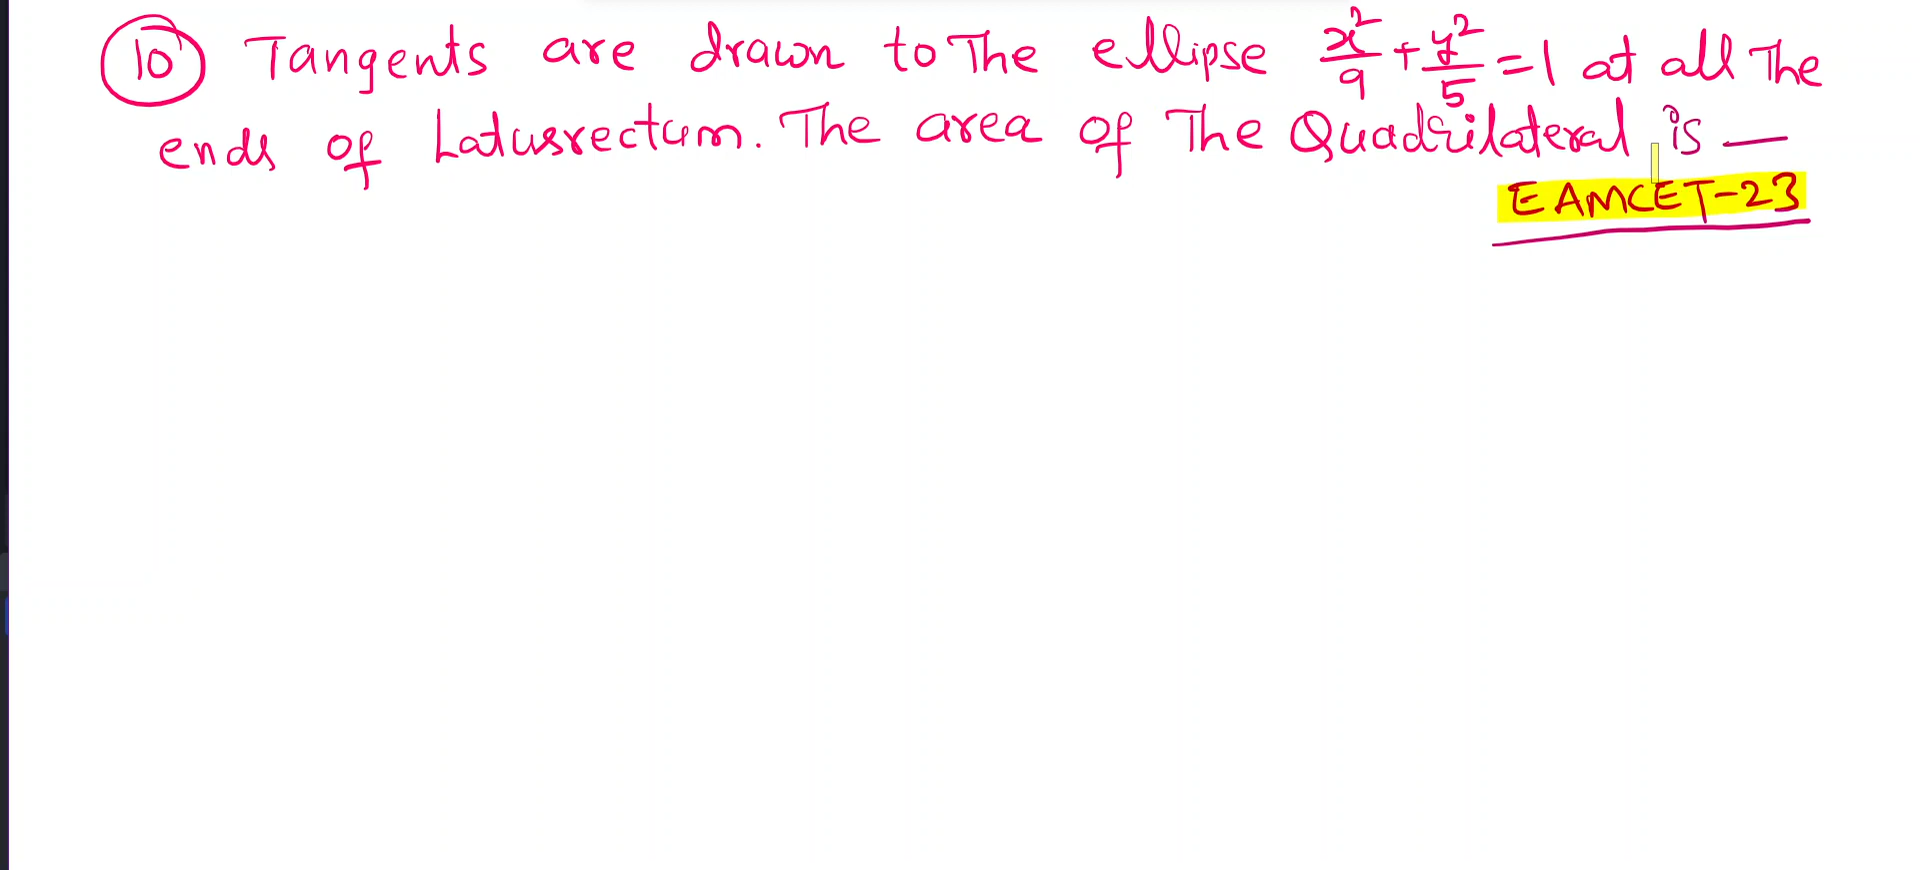 10 Tangents are drawn to The ellipse x²/9 + y²/5 = 1 at all The
ends of Latusrectum. The area of The Quadrilateral is —
EAMCET-23